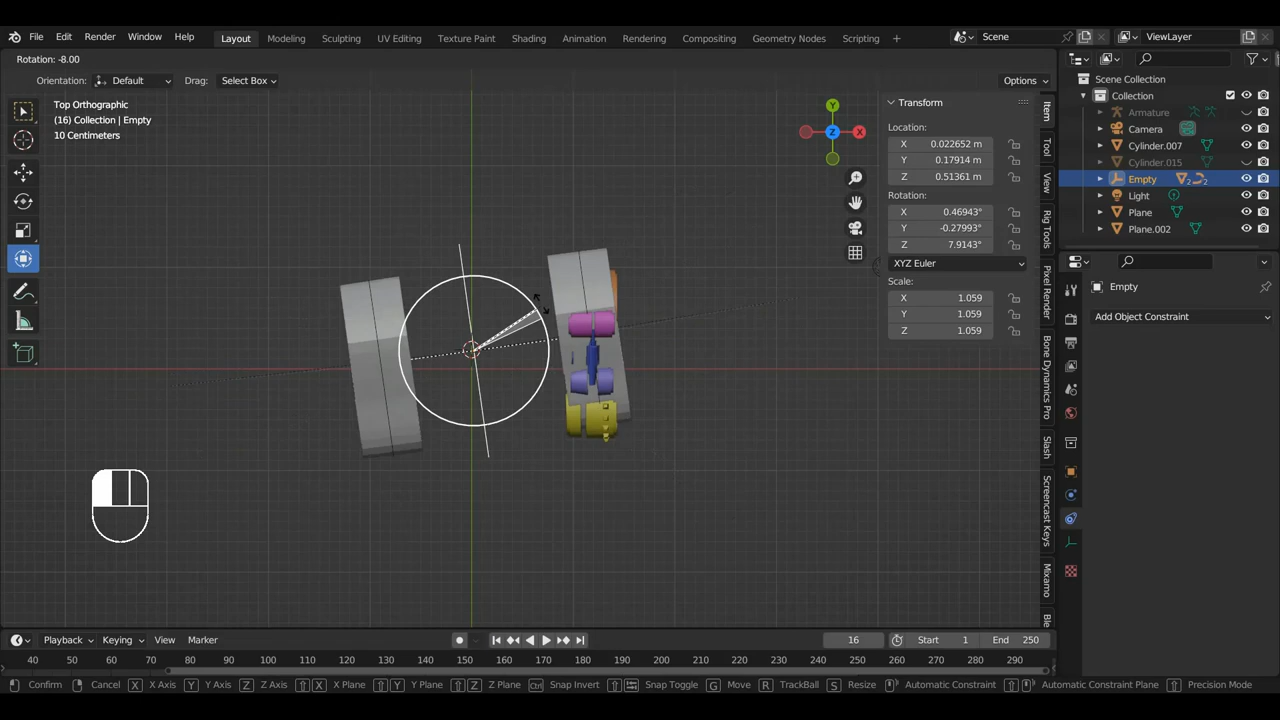 File Edit Render Window Help Layout Modeling Sculpting UV Editing Texture Paint Shading Animation Rendering Compositing Geometry Nodes Scripting + Scene ViewLayer
Rotation: -8.00
Orientation: Default Drag: Select Box Options
Top Orthographic
(16) Collection | Empty
10 Centimeters
Y
Z
X
Transform
Location:
X 0.022652 m
Y 0.17914 m
Z 0.51361 m
Rotation:
X 0.46943°
Y -0.27993°
Z 7.9143°
XYZ Euler
Scale:
X 1.059
Y 1.059
Z 1.059
Item
Tool
View
Rig Tools
Pixel Render
Bone Dynamics Pro
Slash
Screencast Keys
Mixamo
Ble
Scene Collection
Collection
Armature
Camera
Cylinder.007
Cylinder.015
Empty 2 2
Light
Plane
Plane.002
Empty
Add Object Constraint
Playback Keying View Marker 16 Start 1 End 250
40 50 60 70 80 90 100 110 120 130 140 150 160 170 180 190 200 210 220 230 240 250 260 270 280 290
Confirm Cancel X X Axis Y Y Axis Z Z Axis X X Plane Y Y Plane Z Z Plane Ctrl Snap Invert Snap Toggle G Move R TrackBall S Resize Automatic Constraint Automatic Constraint Plane Precision Mode